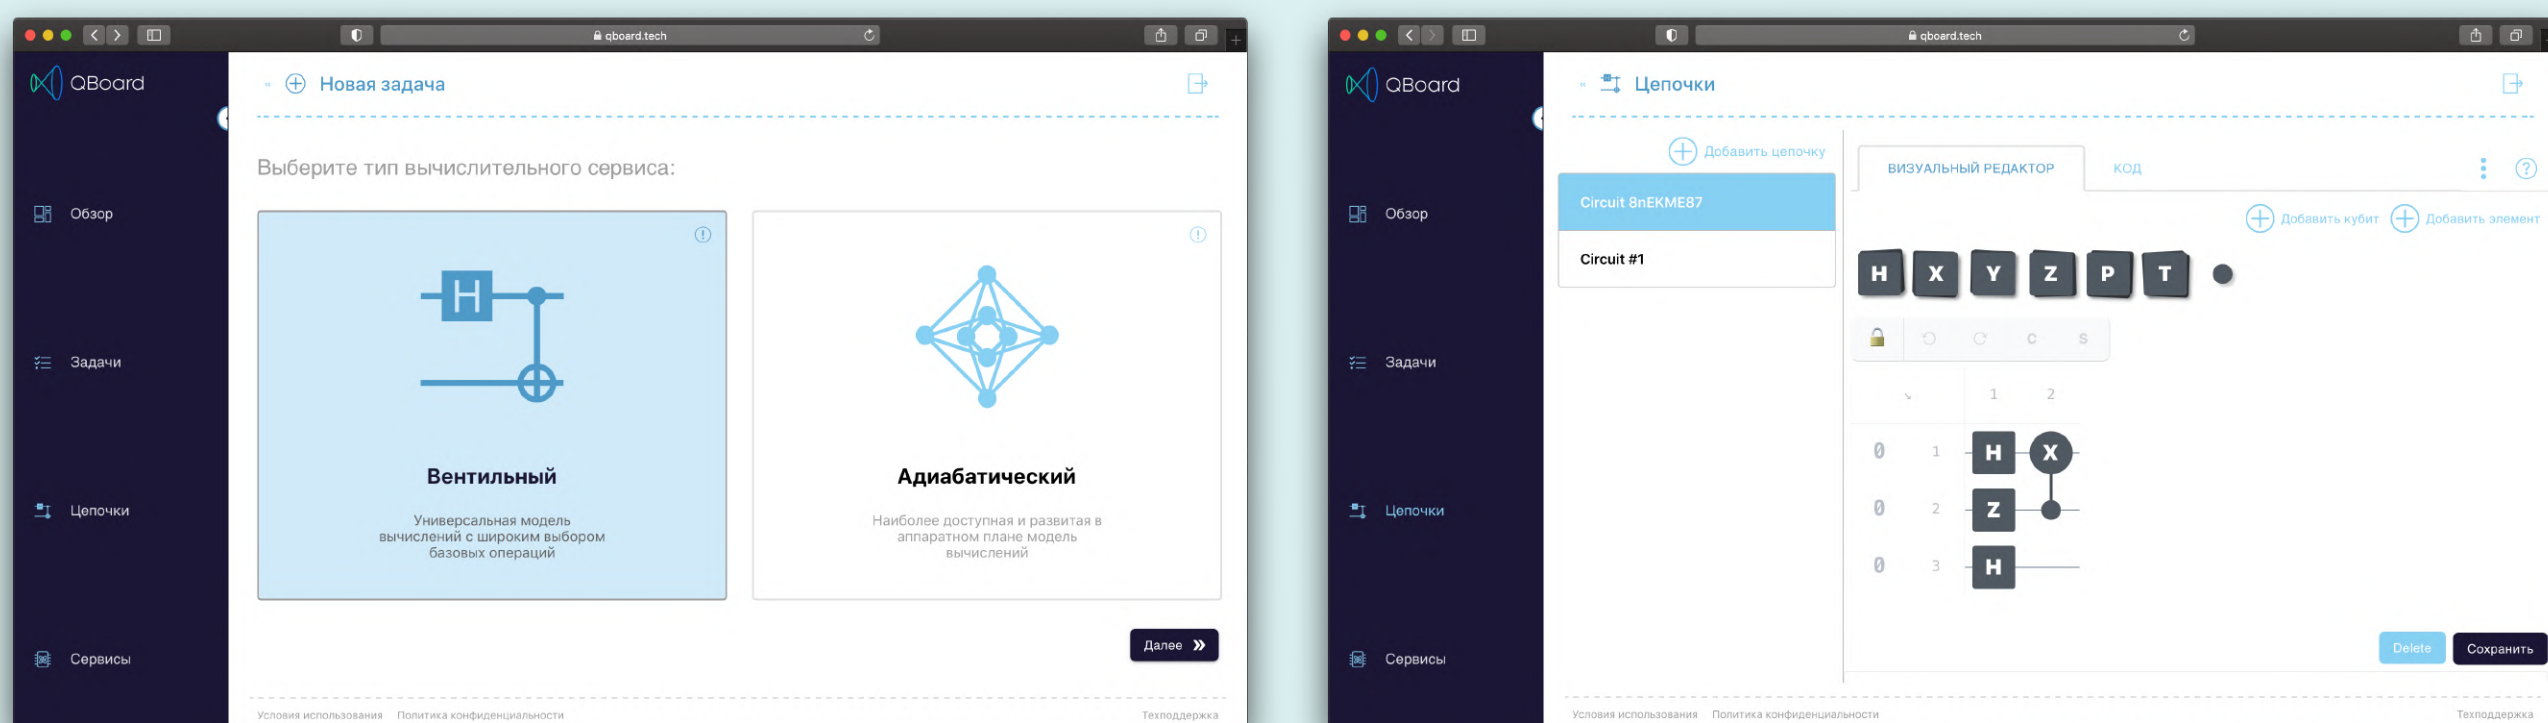 qboard.tech
QBoard
Новая задача
Выберите тип вычислительного сервиса:
Обзор
Задачи
Цепочки
Сервисы
H
Вентильный
Универсальная модель
вычислений с широким выбором
базовых операций
Адиабатический
Наиболее доступная и развитая в
аппаратном плане модель
вычислений
Далее
Условия использования Политика конфиденциальности
Техподдержка
qboard.tech
QBoard
Цепочки
Обзор
Задачи
Цепочки
Сервисы
Добавить цепочку
Circuit 8nEKME87
Circuit #1
ВИЗУАЛЬНЫЙ РЕДАКТОР КОД
Добавить кубит Добавить элемент
H X Y Z P T
C S
1 2
0 1 H X
0 2 Z
0 3 H
Delete Сохранить
Условия использования Политика конфиденциальности
Техподдержка